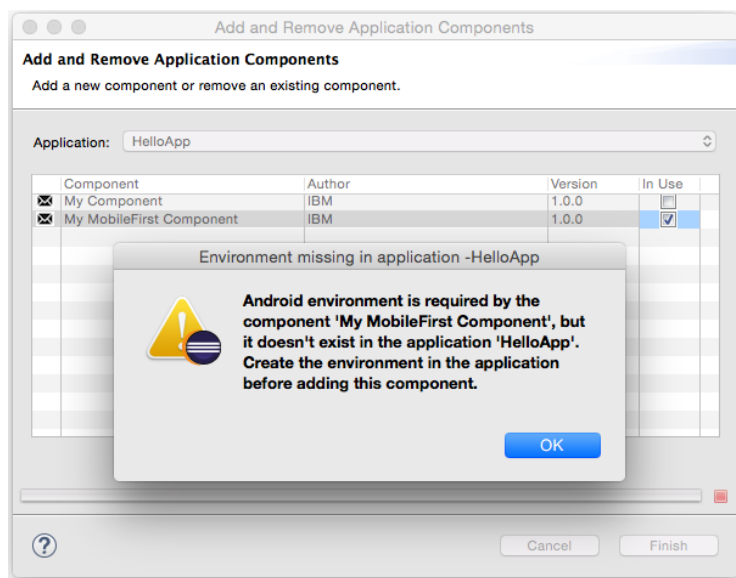 Add and Remove Application Components
Add and Remove Application Components
Add a new component or remove an existing component.
Application: HelloApp
Component Author Version In Use
My Component IBM 1.0.0
My MobileFirst Component IBM 1.0.0
Environment missing in application -HelloApp
Android environment is required by the
component 'My MobileFirst Component', but
it doesn't exist in the application 'HelloApp'.
Create the environment in the application
before adding this component.
OK
?
Cancel Finish